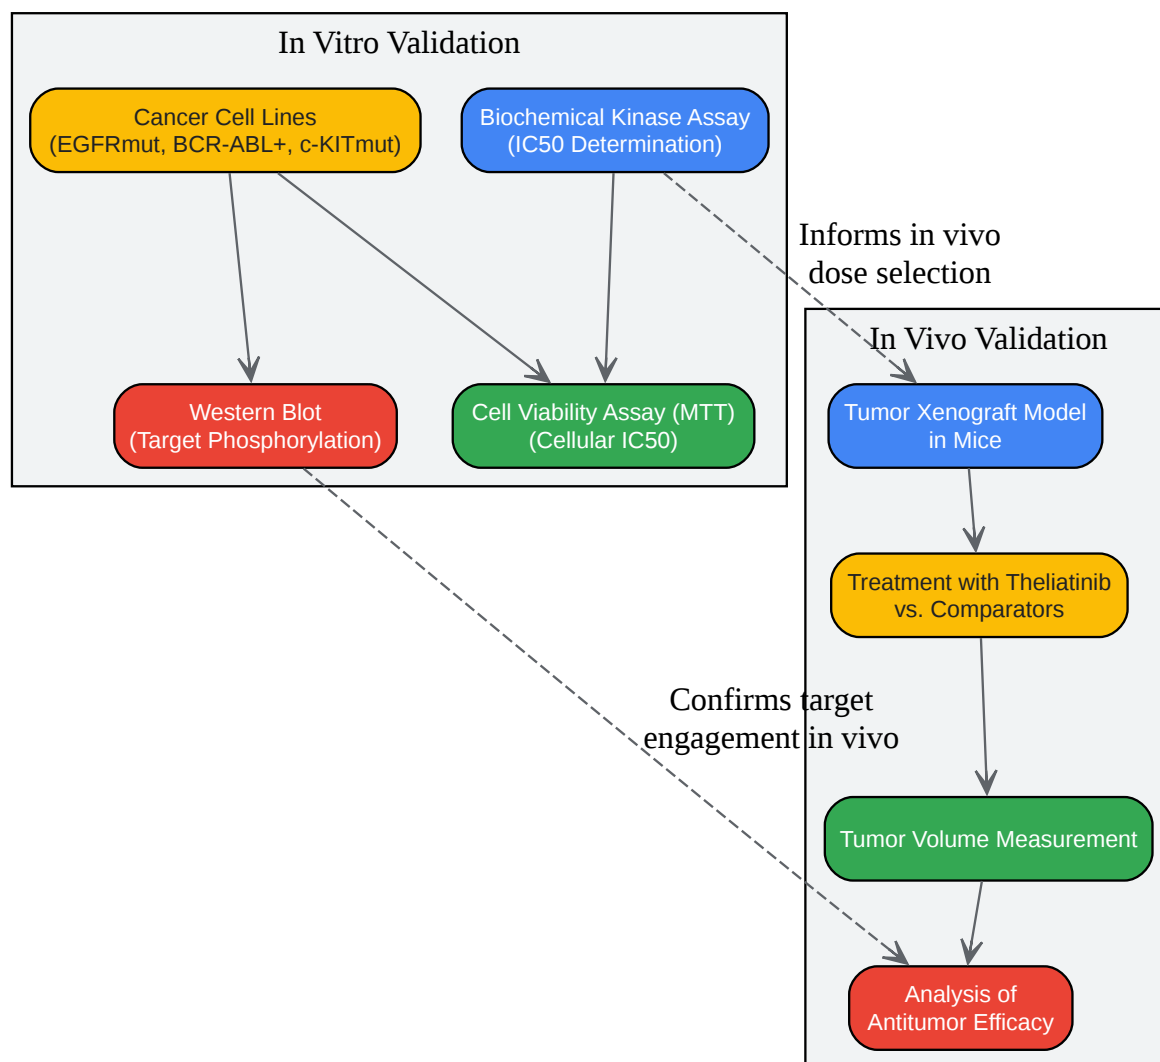 In Vitro Validation
Cancer Cell Lines
(EGFRmut, BCR-ABL+, c-KITmut)
Biochemical Kinase Assay
(IC50 Determination)
Informs in vivo
dose selection
In Vivo Validation
Western Blot
(Target Phosphorylation)
Cell Viability Assay (MTT)
(Cellular IC50)
Tumor Xenograft Model
in Mice
Treatment with Theliatinib
vs. Comparators
Confirms target
engagement in vivo
Tumor Volume Measurement
Analysis of
Antitumor Efficacy